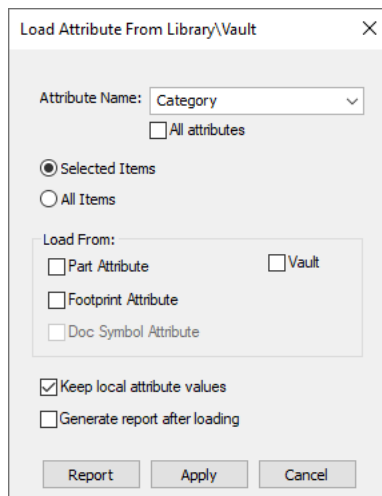 Load Attribute From Library\Vault
Attribute Name: Category
All attributes
Selected Items
All Items
Load From:
Part Attribute Vault
Footprint Attribute
Doc Symbol Attribute
Keep local attribute values
Generate report after loading
Report Apply Cancel